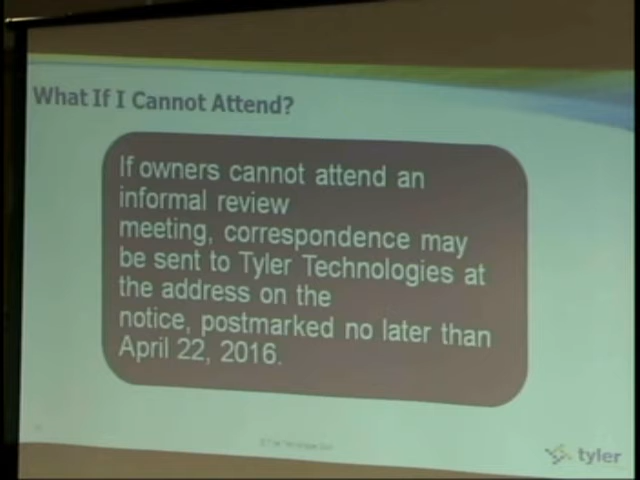 What If I Cannot Attend?
If owners cannot attend an
informal review
meeting, correspondence may
be sent to Tyler Technologies at
the address on the
notice, postmarked no later than
April 22, 2016.
tyler